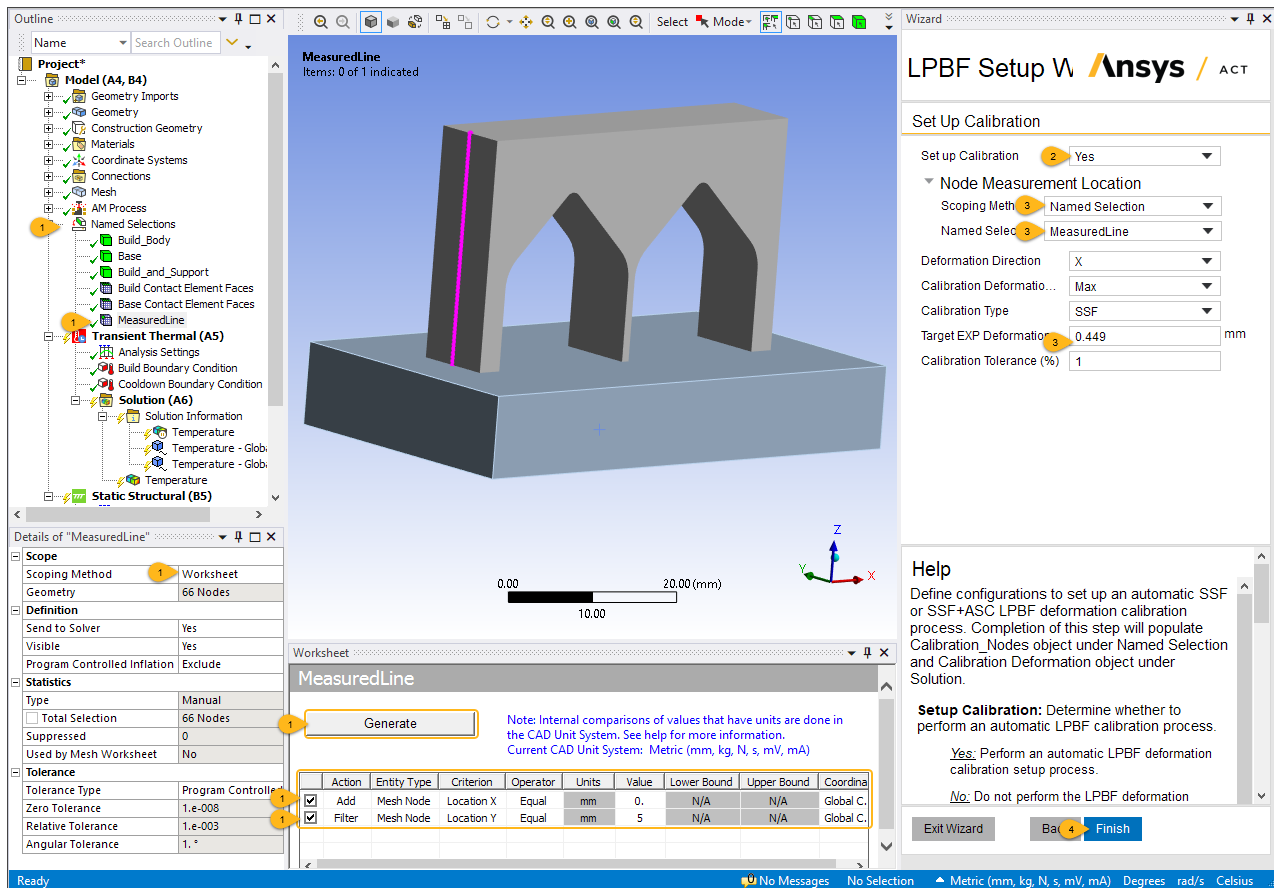 Outline
Name
Search Outline
Project*
Model (A4, B4)
Geometry Imports
Geometry
Construction Geometry
Materials
Coordinate Systems
Connections
Mesh
AM Process
1
Named Selections
Build_Body
Base
Build_and_Support
Build Contact Element Faces
Base Contact Element Faces
1
MeasuredLine
Transient Thermal (A5)
Analysis Settings
Build Boundary Condition
Cooldown Boundary Condition
Solution (A6)
Solution Information
Temperature
Temperature - Globa
Temperature - Globa
Temperature
Static Structural (B5)
Details of "MeasuredLine"
Scope
Scoping Method 1 Worksheet
Geometry 66 Nodes
Definition
Send to Solver Yes
Visible Yes
Program Controlled Inflation Exclude
Statistics
Type Manual
Total Selection 66 Nodes
Suppressed 0
Used by Mesh Worksheet No
Tolerance
Tolerance Type Program Controlled
Zero Tolerance 1.e-008
Relative Tolerance 1.e-003
Angular Tolerance 1. °
Select Mode
MeasuredLine
Items: 0 of 1 indicated
Z
Y
X
0.00 20.00 (mm)
10.00
Worksheet
MeasuredLine
1
Generate
Note: Internal comparisons of values that have units are done in
the CAD Unit System. See help for more information.
Current CAD Unit System: Metric (mm, kg, N, s, mV, mA)
Action Entity Type Criterion Operator Units Value Lower Bound Upper Bound Coordina
1 Add Mesh Node Location X Equal mm 0. N/A N/A Global C.
1 Filter Mesh Node Location Y Equal mm 5 N/A N/A Global C.
Wizard
LPBF Setup W
Ansys / ACT
Set Up Calibration
Set up Calibration 2 Yes
Node Measurement Location
Scoping Meth 3 Named Selection
Named Selec 3 MeasuredLine
Deformation Direction X
Calibration Deformatio... Max
Calibration Type SSF
Target EXP Deformation 3 0.449 mm
Calibration Tolerance (%) 1
Help
Define configurations to set up an automatic SSF
or SSF+ASC LPBF deformation calibration
process. Completion of this step will populate
Calibration_Nodes object under Named Selection
and Calibration Deformation object under
Solution.
Setup Calibration: Determine whether to
perform an automatic LPBF calibration process.
Yes: Perform an automatic LPBF deformation
calibration setup process.
No: Do not perform the LPBF deformation
Exit Wizard
Bac
4
Finish
Ready
No Messages
No Selection
Metric (mm, kg, N, s, mV, mA)
Degrees
rad/s
Celsius